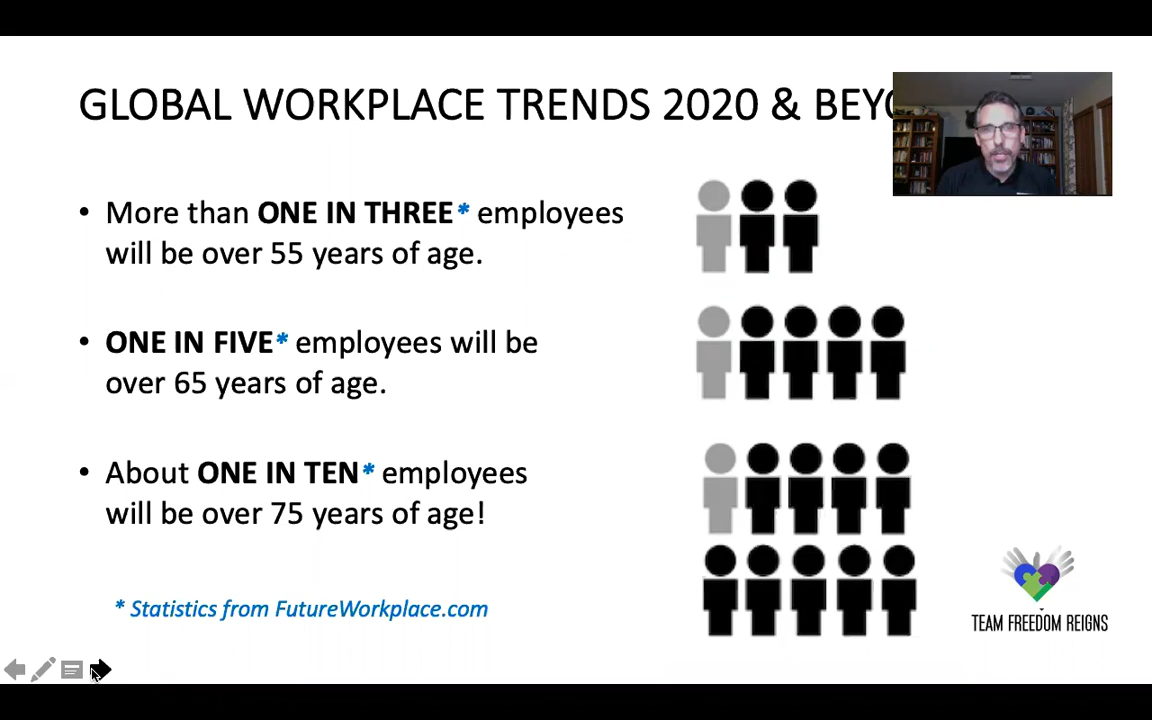 GLOBAL WORKPLACE TRENDS 2020 & BEYO
• More than ONE IN THREE* employees
will be over 55 years of age.
• ONE IN FIVE* employees will be
over 65 years of age.
• About ONE IN TEN* employees
will be over 75 years of age!
* Statistics from FutureWorkplace.com
TEAM FREEDOM REIGNS